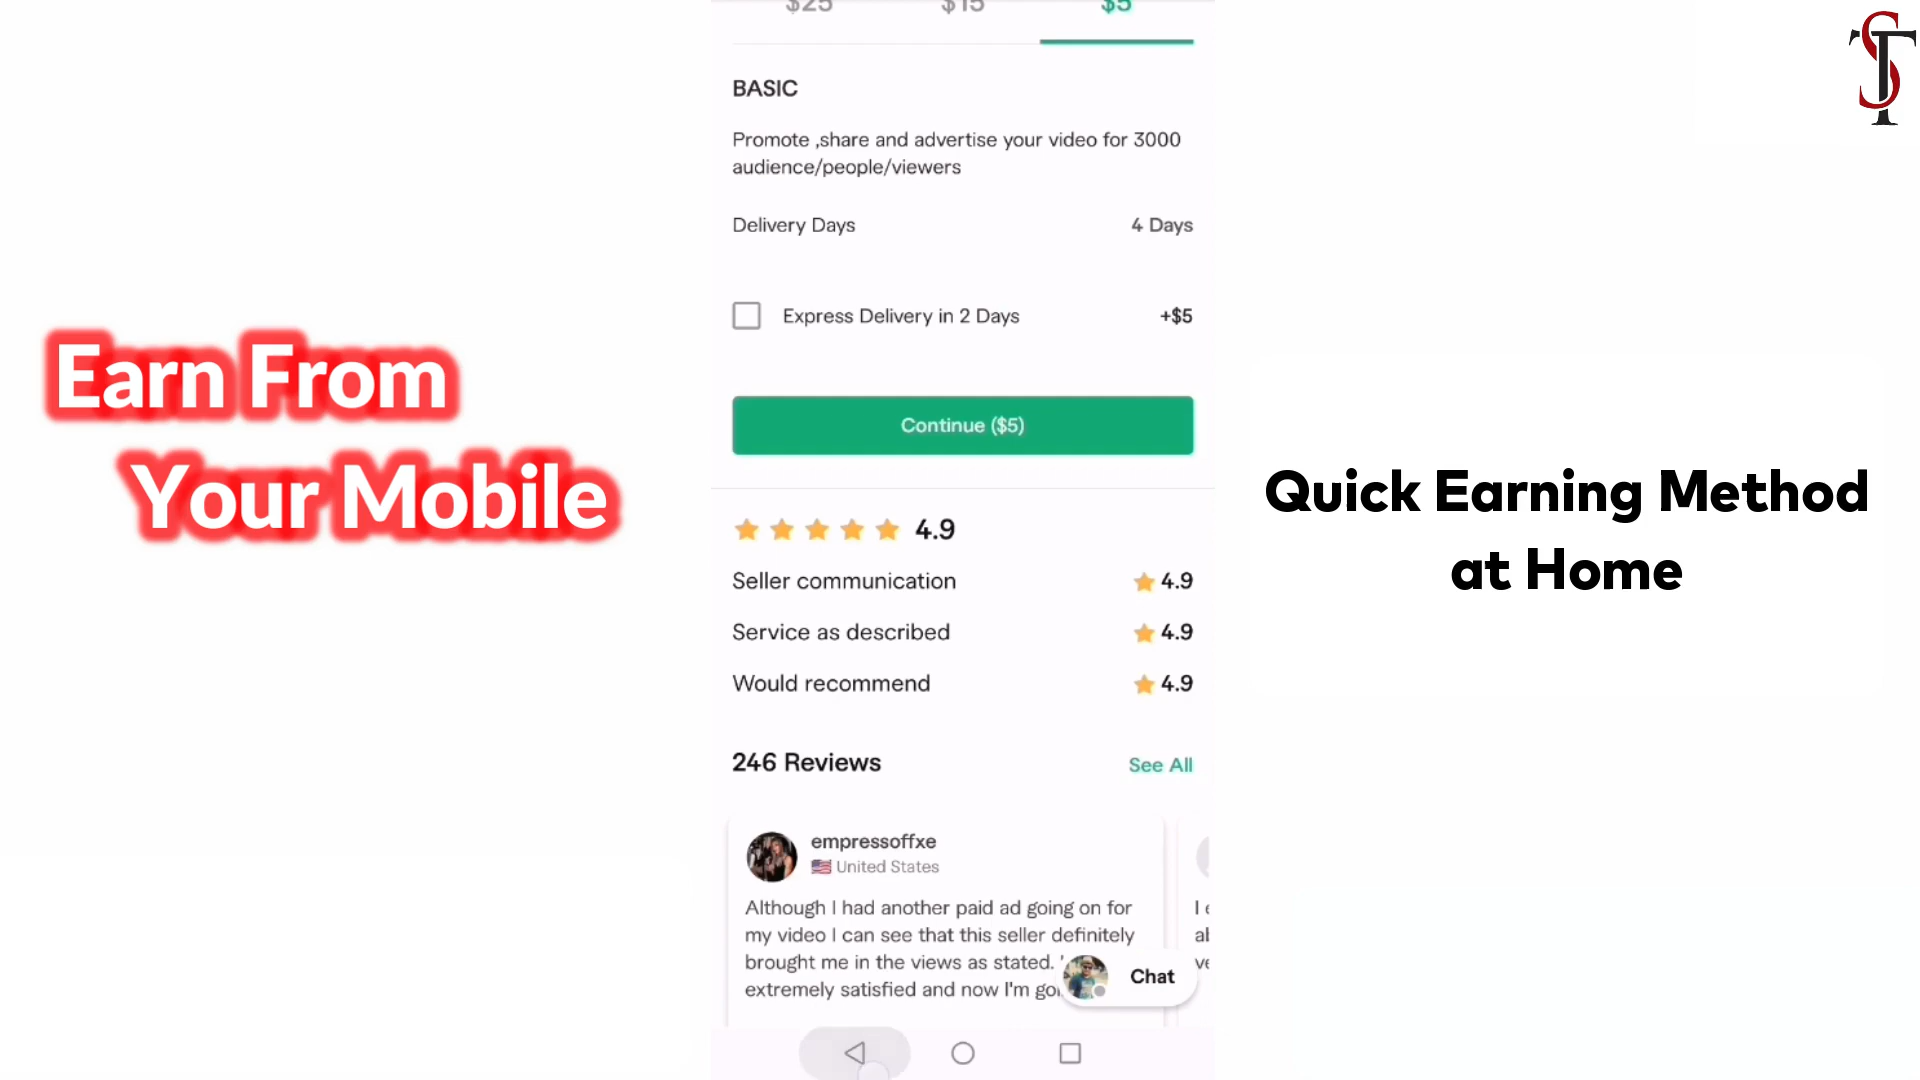 $25 $15 $5
BASIC
Promote ,share and advertise your video for 3000
audience/people/viewers
Delivery Days 4 Days
Express Delivery in 2 Days +$5
Continue ($5)
4.9
Seller communication 4.9
Service as described 4.9
Would recommend 4.9
246 Reviews See All
empressoffxe
United States
Although I had another paid ad going on for
my video I can see that this seller definitely
brought me in the views as stated.
extremely satisfied and now I'm
Chat
Earn From
Your Mobile
Quick Earning Method
at Home
ST